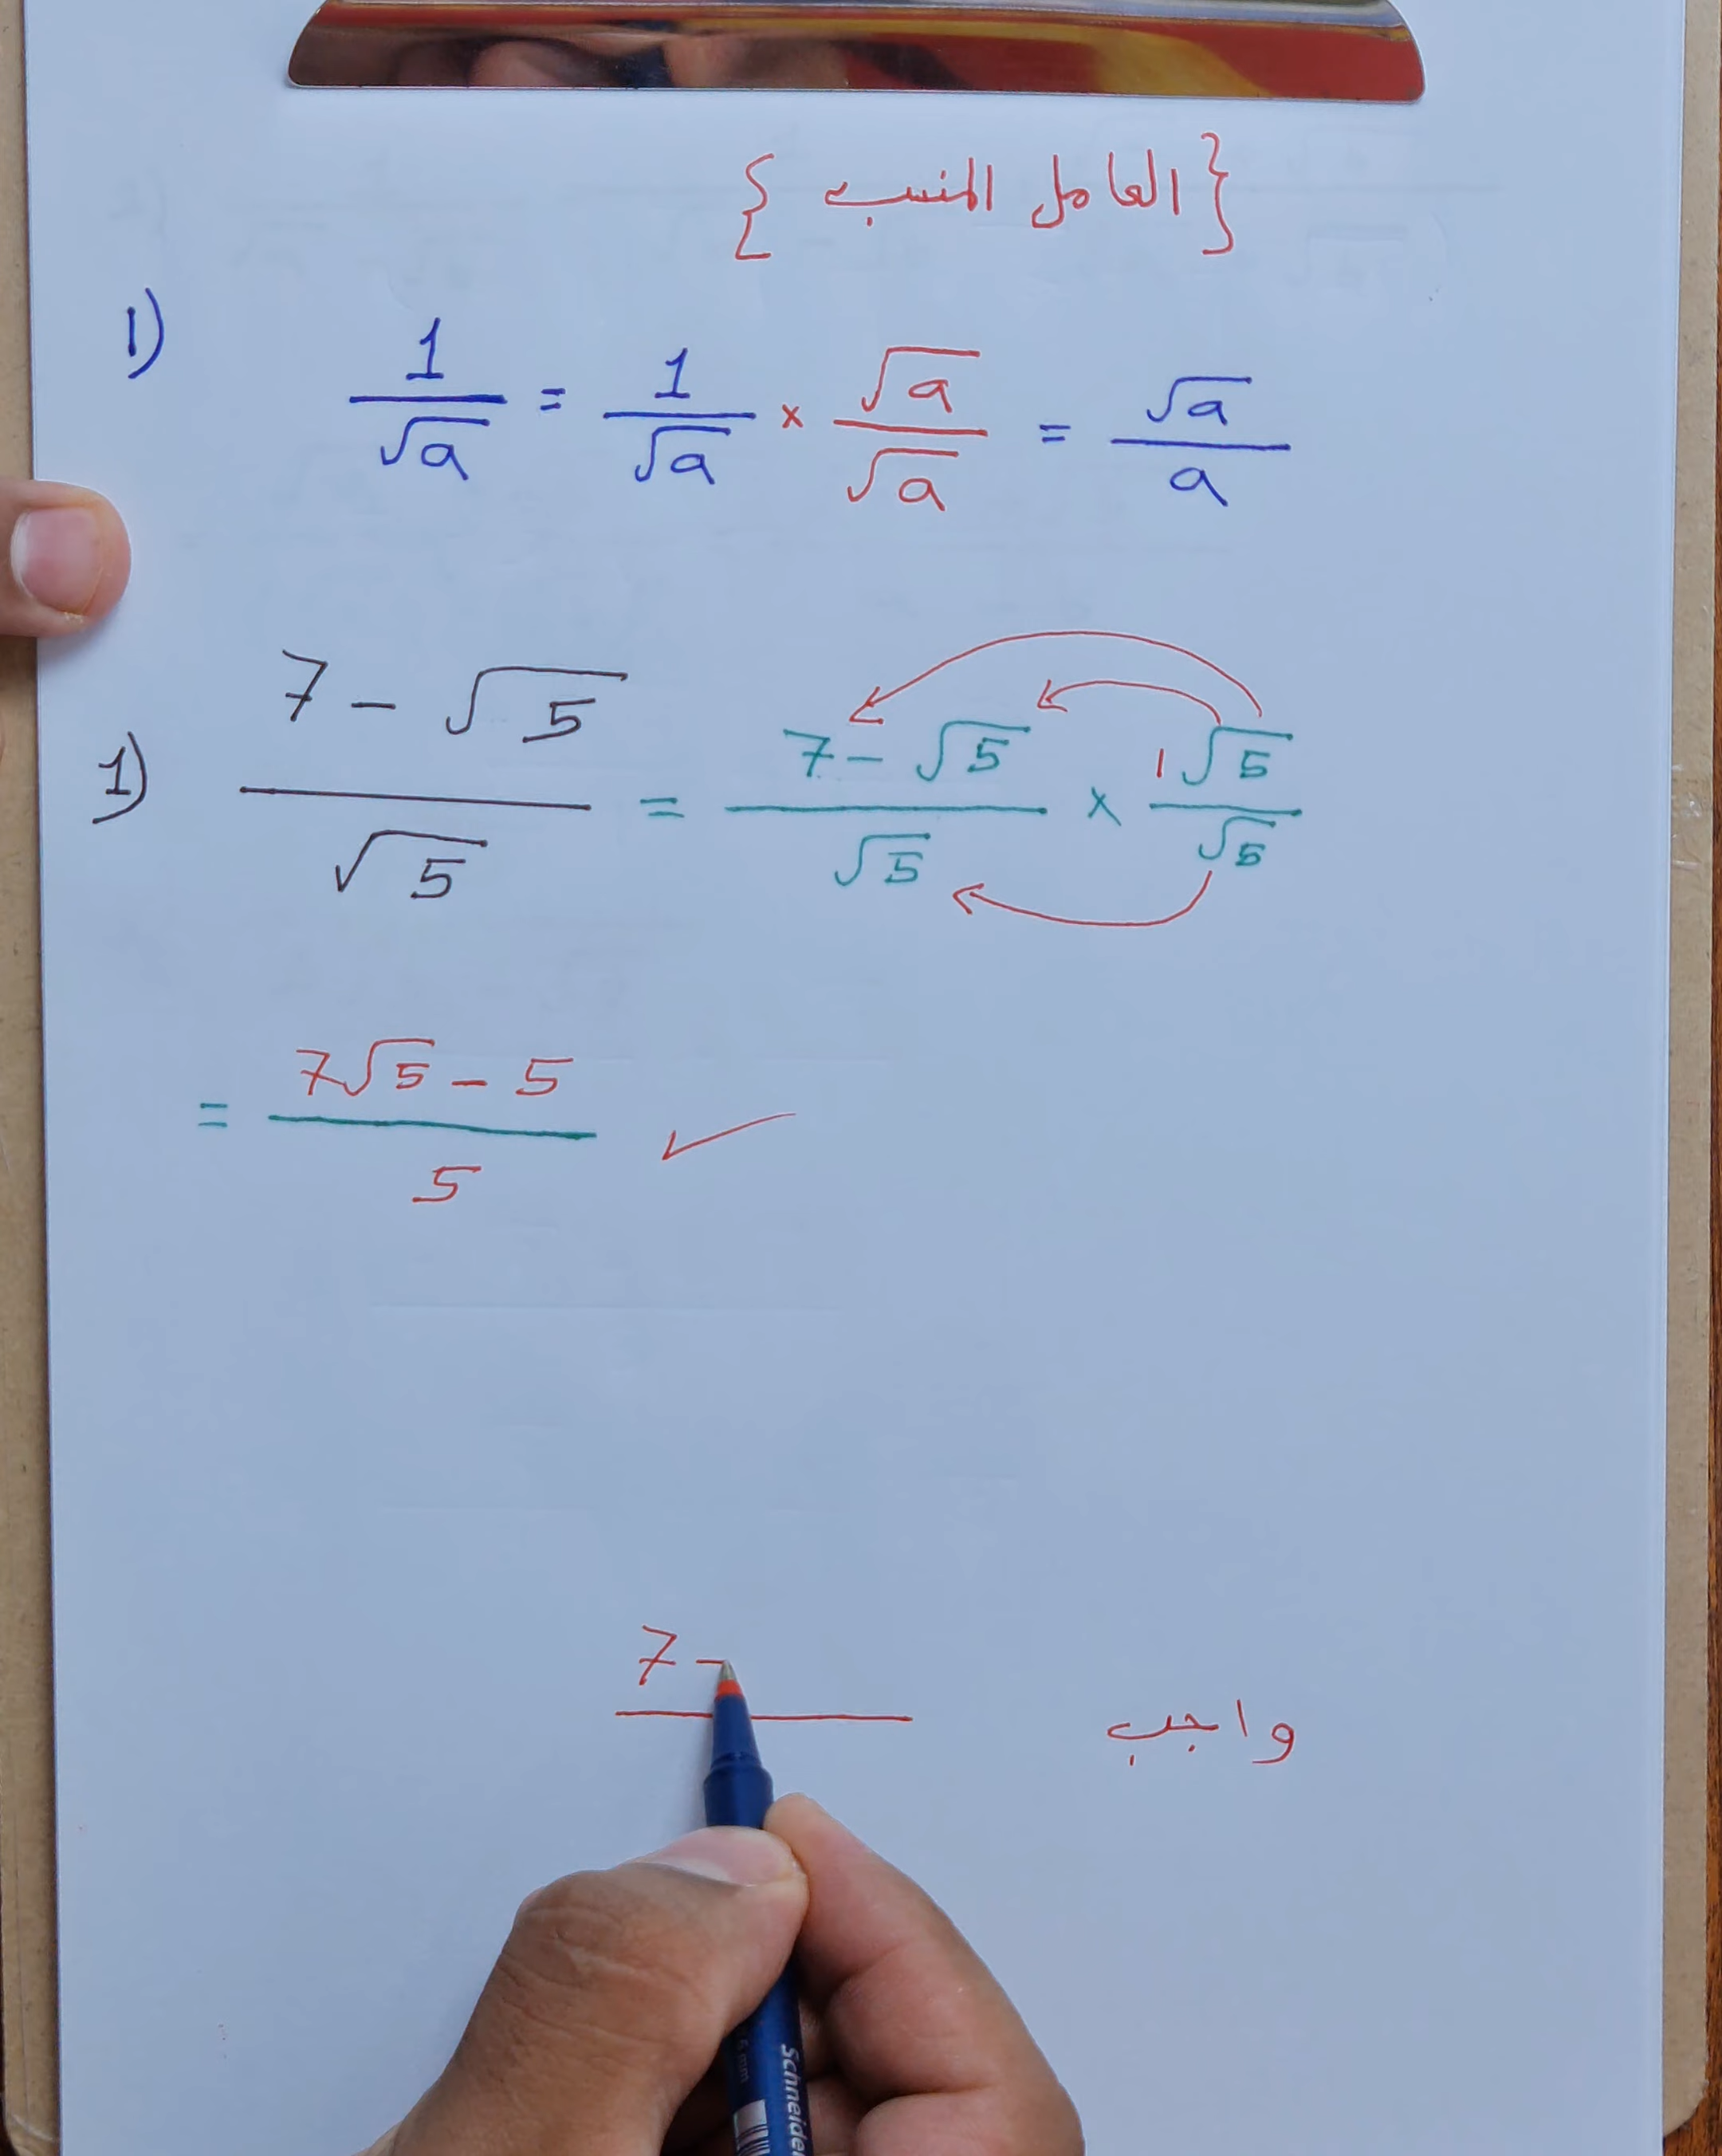 {العامل المنسب}
1) 1/√a = 1/√a × √a/√a = √a/a
1) (7 - √5)/√5 = (7 - √5)/√5 × 1√5/√5
= (7√5 - 5)/5 ✓
7 -
واجب
Schneider